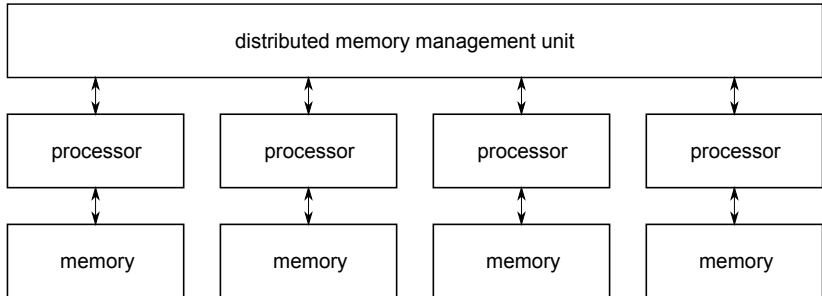 distributed memory management unit
processor
processor
processor
processor
memory
memory
memory
memory